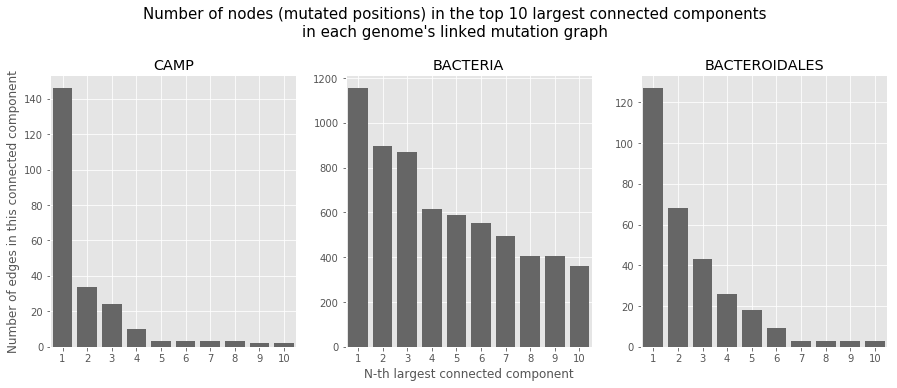 Number of nodes (mutated positions) in the top 10 largest connected components
in each genome's linked mutation graph
CAMP
BACTERIA
BACTEROIDALES
Number of edges in this connected component
140
120
100
80
60
40
20
0
1 2 3 4 5 6 7 8 9 10
1200
1000
800
600
400
200
0
1 2 3 4 5 6 7 8 9 10
120
100
80
60
40
20
0
1 2 3 4 5 6 7 8 9 10
N-th largest connected component